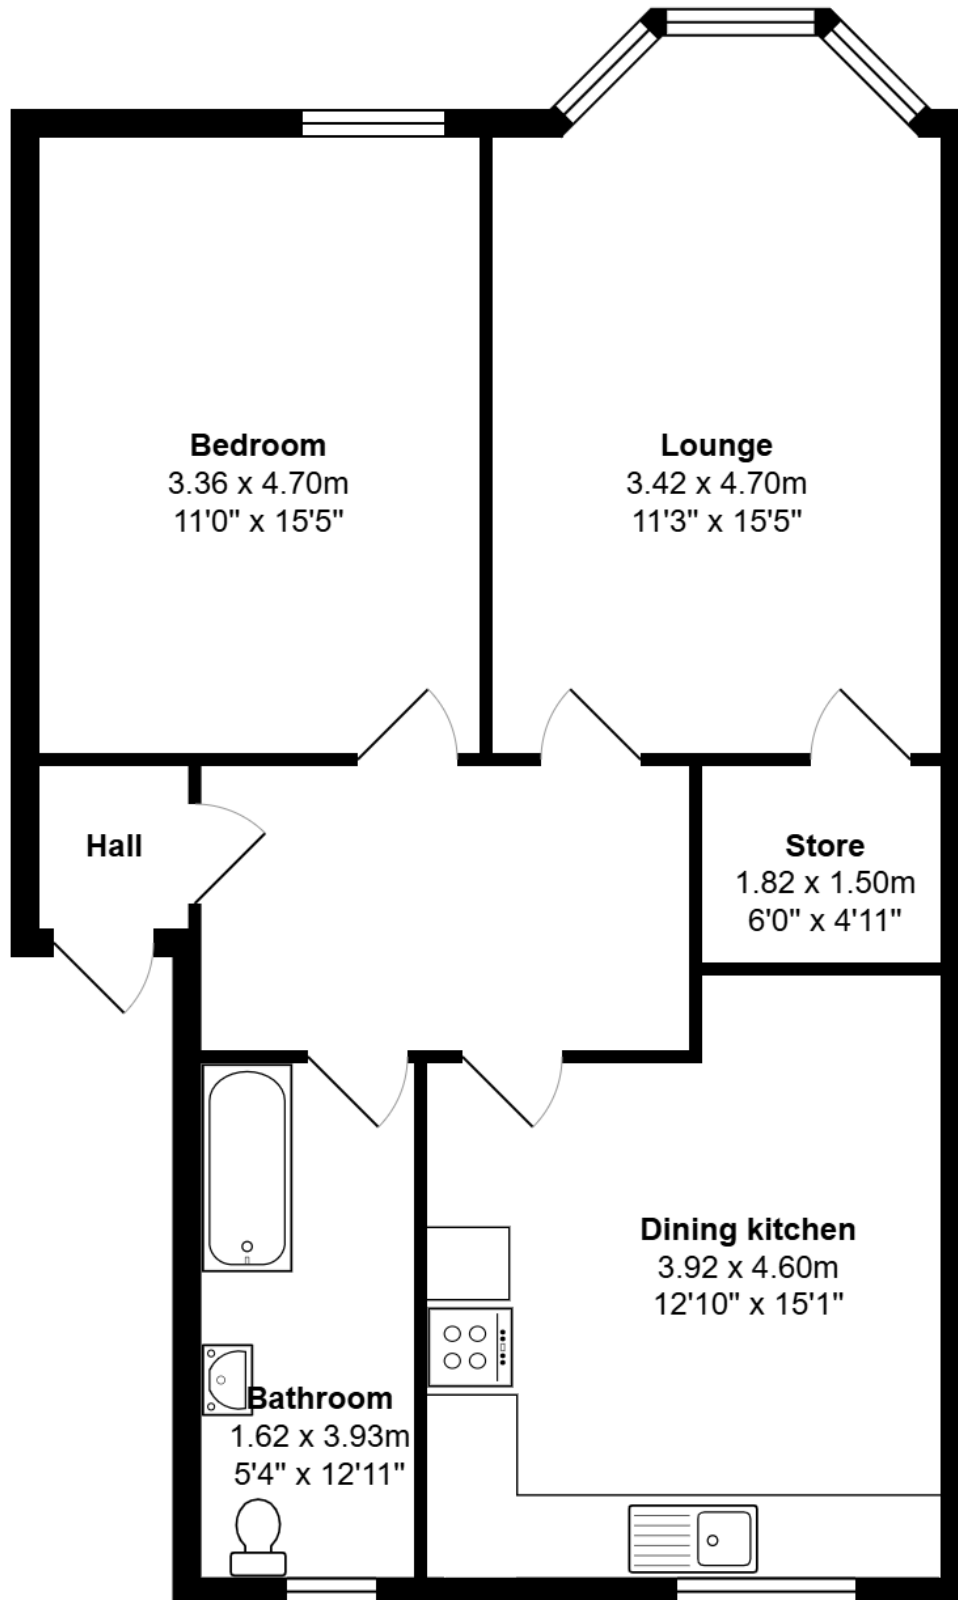 Bedroom
3.36 x 4.70m
11'0" x 15'5"
Lounge
3.42 x 4.70m
11'3" x 15'5"
Hall
Store
1.82 x 1.50m
6'0" x 4'11"
Dining kitchen
3.92 x 4.60m
12'10" x 15'1"
Bathroom
1.62 x 3.93m
5'4" x 12'11"